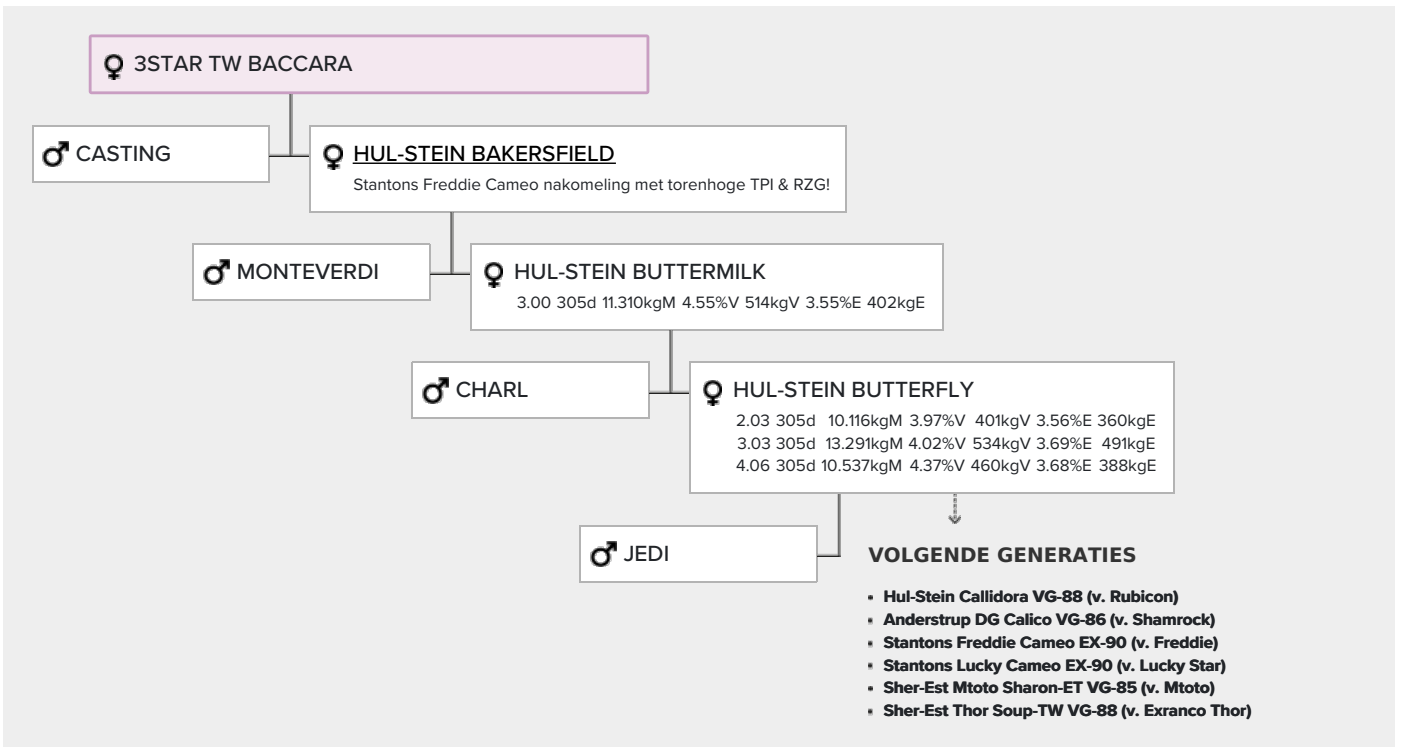 3STAR TW BACCARA
CASTING
HUL-STEIN BAKERSFIELD
Stantons Freddie Cameo nakomeling met torenhoge TPI & RZG!
MONTEVERDI
HUL-STEIN BUTTERMILK
3.00 305d 11.310kgM 4.55%V 514kgV 3.55%E 402kgE
CHARL
HUL-STEIN BUTTERFLY
2.03 305d 10.116kgM 3.97%V 401kgV 3.56%E 360kgE
3.03 305d 13.291kgM 4.02%V 534kgV 3.69%E 491kgE
4.06 305d 10.537kgM 4.37%V 460kgV 3.68%E 388kgE
JEDI
VOLGENDE GENERATIES
Hul-Stein Callidora VG-88 (v. Rubicon)
Anderstrup DG Calico VG-86 (v. Shamrock)
Stantons Freddie Cameo EX-90 (v. Freddie)
Stantons Lucky Cameo EX-90 (v. Lucky Star)
Sher-Est Mtoto Sharon-ET VG-85 (v. Mtoto)
Sher-Est Thor Soup-TW VG-88 (v. Exranco Thor)